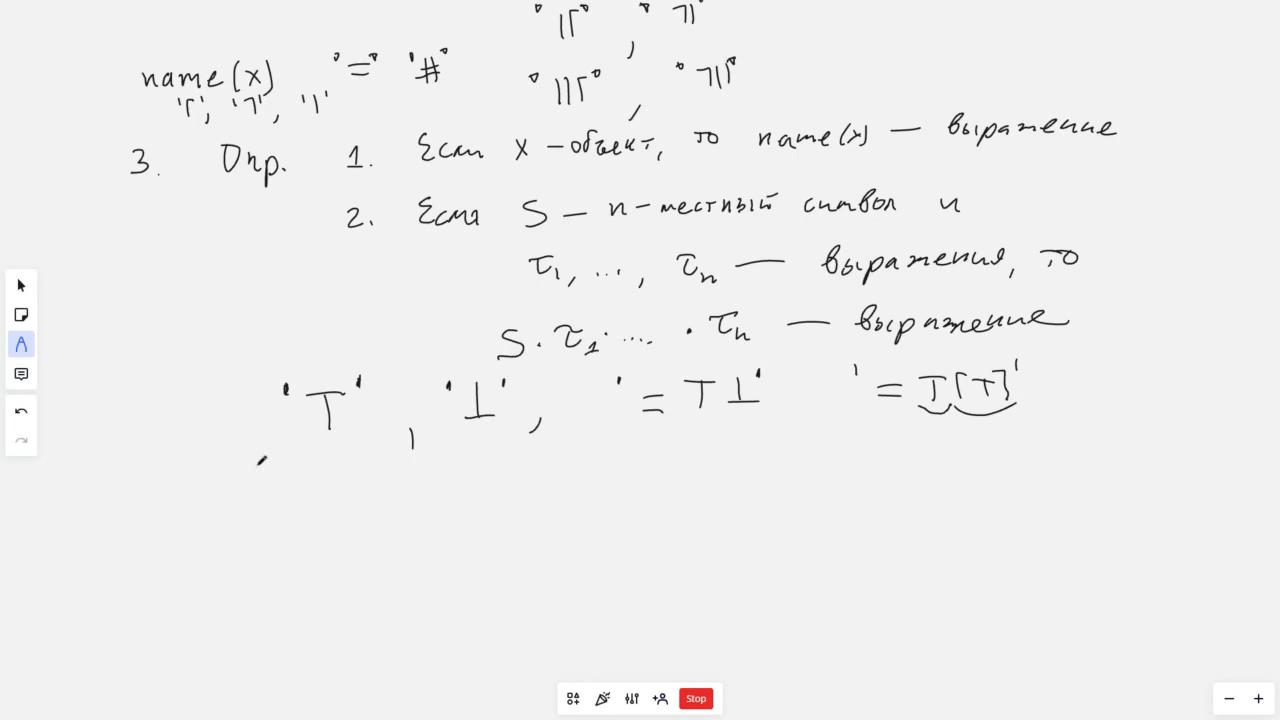 '|Γ' , '˥|'
name(x) '=' '#' '||Γ' , '˥||'
'Γ', '˥', '|'
3. Опр. 1. Если x – объект, то name(x) — выражение
2. Если S – n-местный символ и
τ₁, ..., τₙ — выражения, то
S · τ₁ · .... · τₙ — выражение
'T' , '⊥' , '= T⊥' '= T⌈T⌉'
Stop